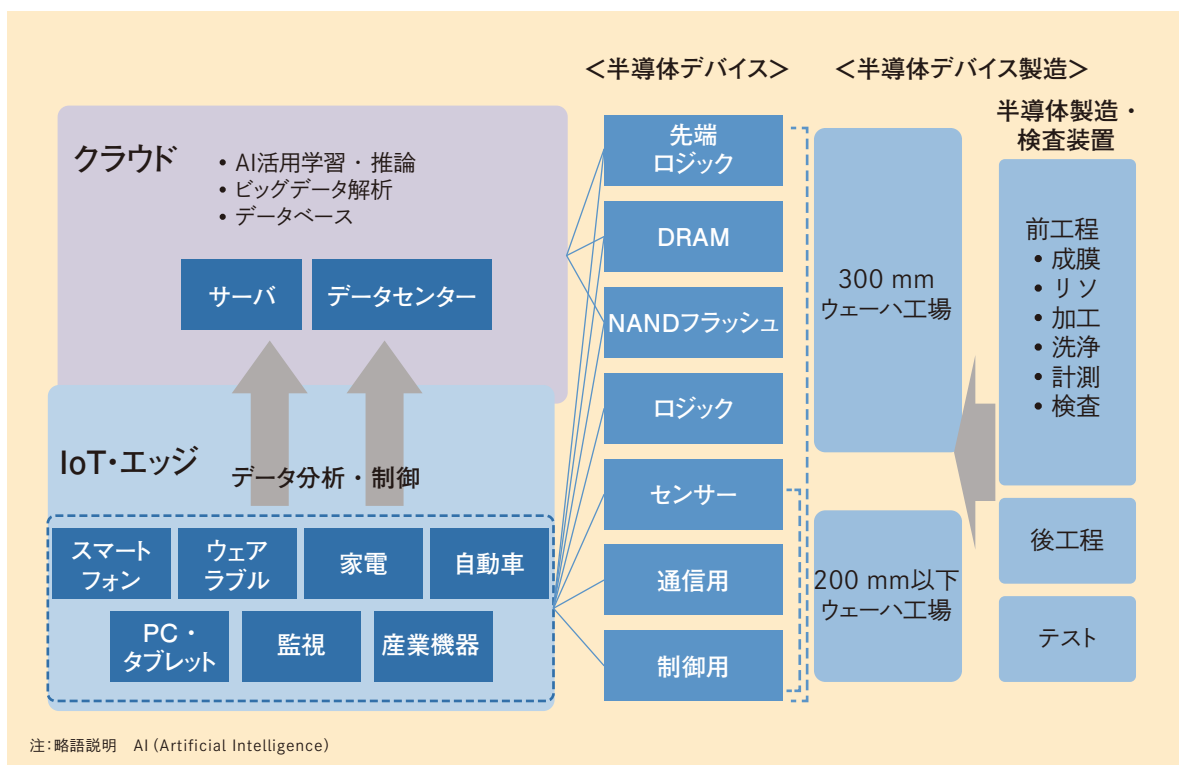 ＜半導体デバイス＞
＜半導体デバイス製造＞
クラウド
• AI活用学習・推論
• ビッグデータ解析
• データベース
サーバ
データセンター
IoT・エッジ
データ分析・制御
スマート
フォン
ウェア
ラブル
家電
自動車
PC・
タブレット
監視
産業機器
先端
ロジック
DRAM
NANDフラッシュ
ロジック
センサー
通信用
制御用
300 mm
ウェーハ工場
200 mm以下
ウェーハ工場
半導体製造・
検査装置
前工程
• 成膜
• リソ
• 加工
• 洗浄
• 計測
• 検査
後工程
テスト
注：略語説明　AI（Artificial Intelligence）